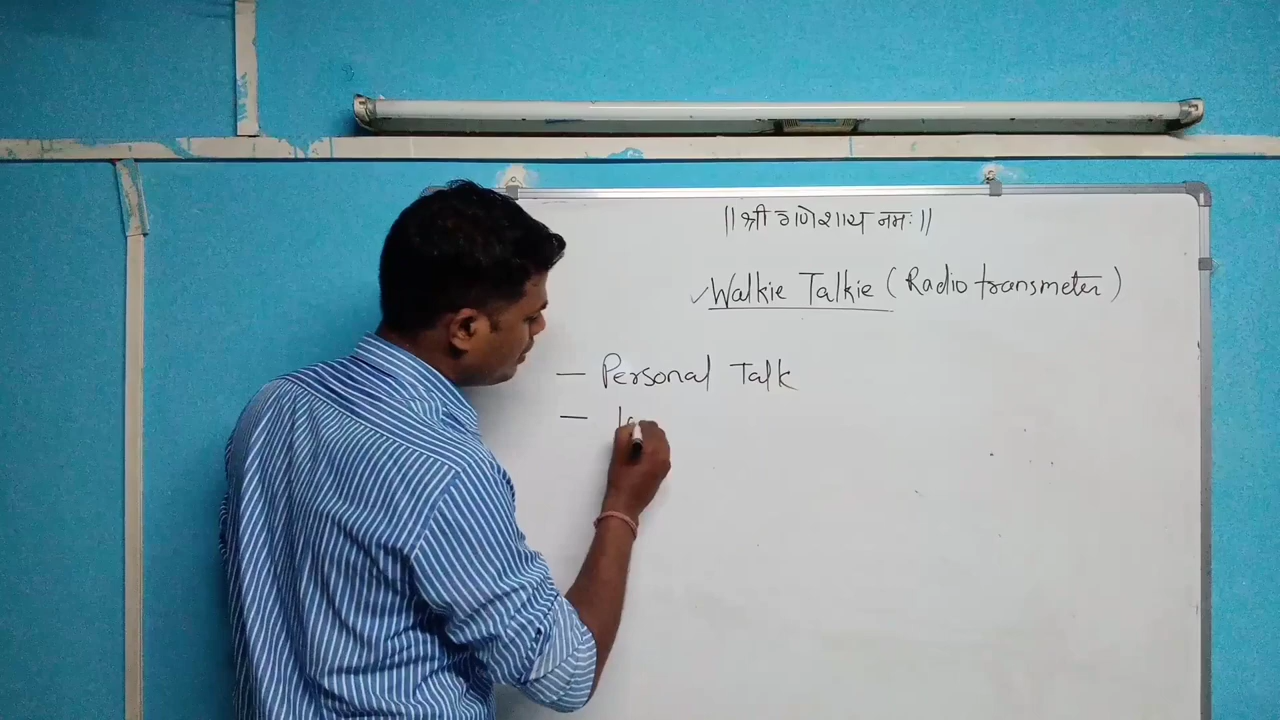 ||श्री गणेशाय नमः||
✓Walkie Talkie (Radio transmeter)
— Personal Talk
—